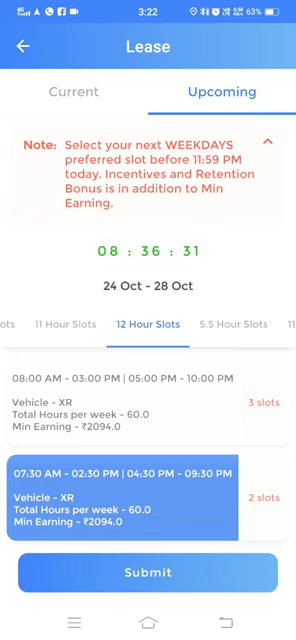 3:22
63%
Lease
Current
Upcoming
Note: Select your next WEEKDAYS
preferred slot before 11:59 PM
today. Incentives and Retention
Bonus is in addition to Min
Earning.
08 : 36 : 31
24 Oct - 28 Oct
ots
11 Hour Slots
12 Hour Slots
5.5 Hour Slots
11
08:00 AM - 03:00 PM | 05:00 PM - 10:00 PM
Vehicle - XR
3 slots
Total Hours per week - 60.0
Min Earning - ₹2094.0
07:30 AM - 02:30 PM | 04:30 PM - 09:30 PM
Vehicle - XR
2 slots
Total Hours per week - 60.0
Min Earning - ₹2094.0
Submit